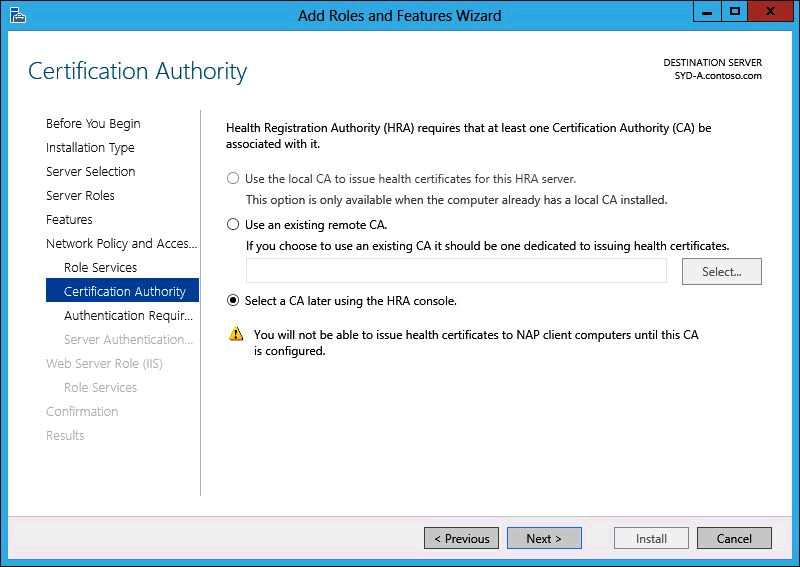 Add Roles and Features Wizard
Certification Authority
DESTINATION SERVER
SYD-A.contoso.com
Before You Begin
Installation Type
Server Selection
Server Roles
Features
Network Policy and Acces...
Role Services
Certification Authority
Authentication Requir...
Server Authentication...
Web Server Role (IIS)
Role Services
Confirmation
Results
Health Registration Authority (HRA) requires that at least one Certification Authority (CA) be
associated with it.
Use the local CA to issue health certificates for this HRA server.
This option is only available when the computer already has a local CA installed.
Use an existing remote CA.
If you choose to use an existing CA it should be one dedicated to issuing health certificates.
Select...
Select a CA later using the HRA console.
You will not be able to issue health certificates to NAP client computers until this CA
is configured.
< Previous
Next >
Install
Cancel